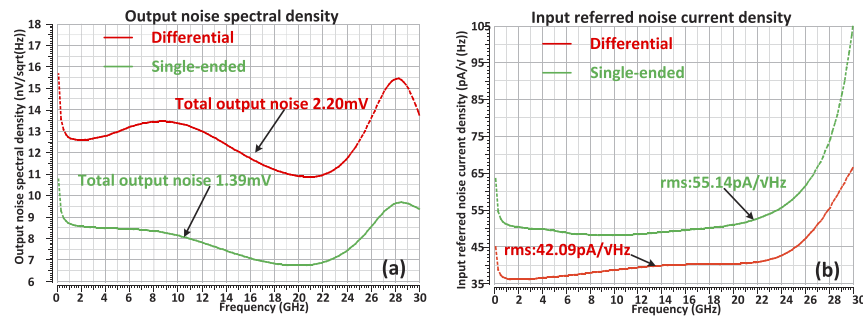 Output noise spectral density
Output noise spectral density (nV/sqrt(Hz))
18
17
16
15
14
13
12
11
10
9
8
7
6
Differential
Single-ended
Total output noise 2.20mV
Total output noise 1.39mV
(a)
0 2 4 6 8 10 12 14 16 18 20 22 24 26 28 30
Frequency (GHz)
Input referred noise current density
Input referred noise current density (pA/√ (Hz))
105
95
85
75
65
55
45
35
Differential
Single-ended
rms:55.14pA/√Hz
rms:42.09pA/√Hz
(b)
0 2 4 6 8 10 12 14 16 18 20 22 24 26 28 30
Frequency (GHz)